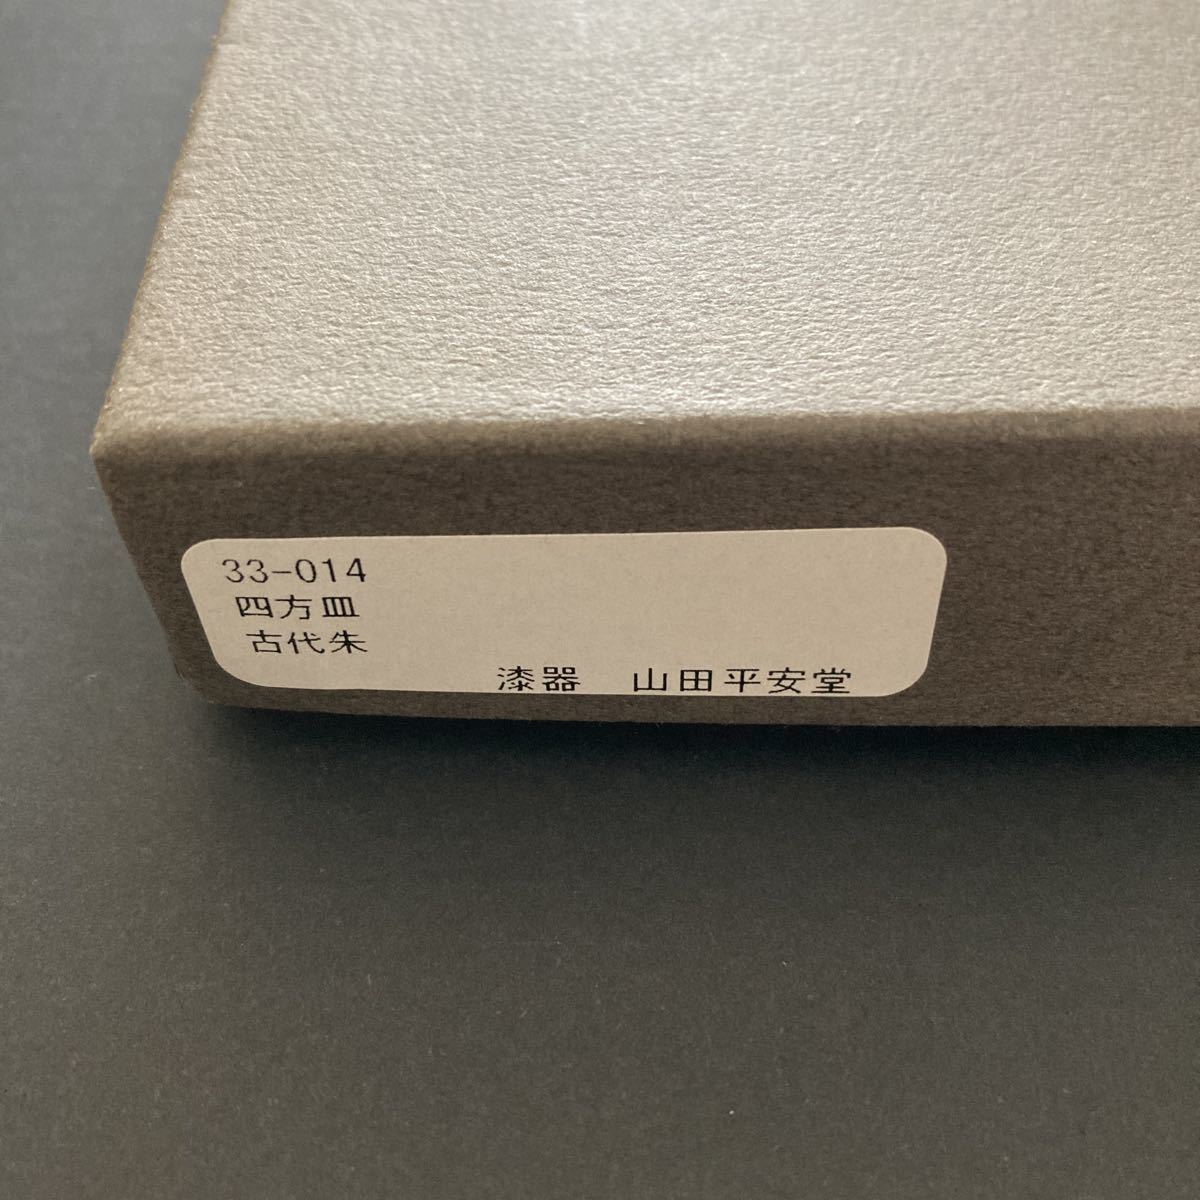 33-014
四方皿
古代朱
漆器　山田平安堂